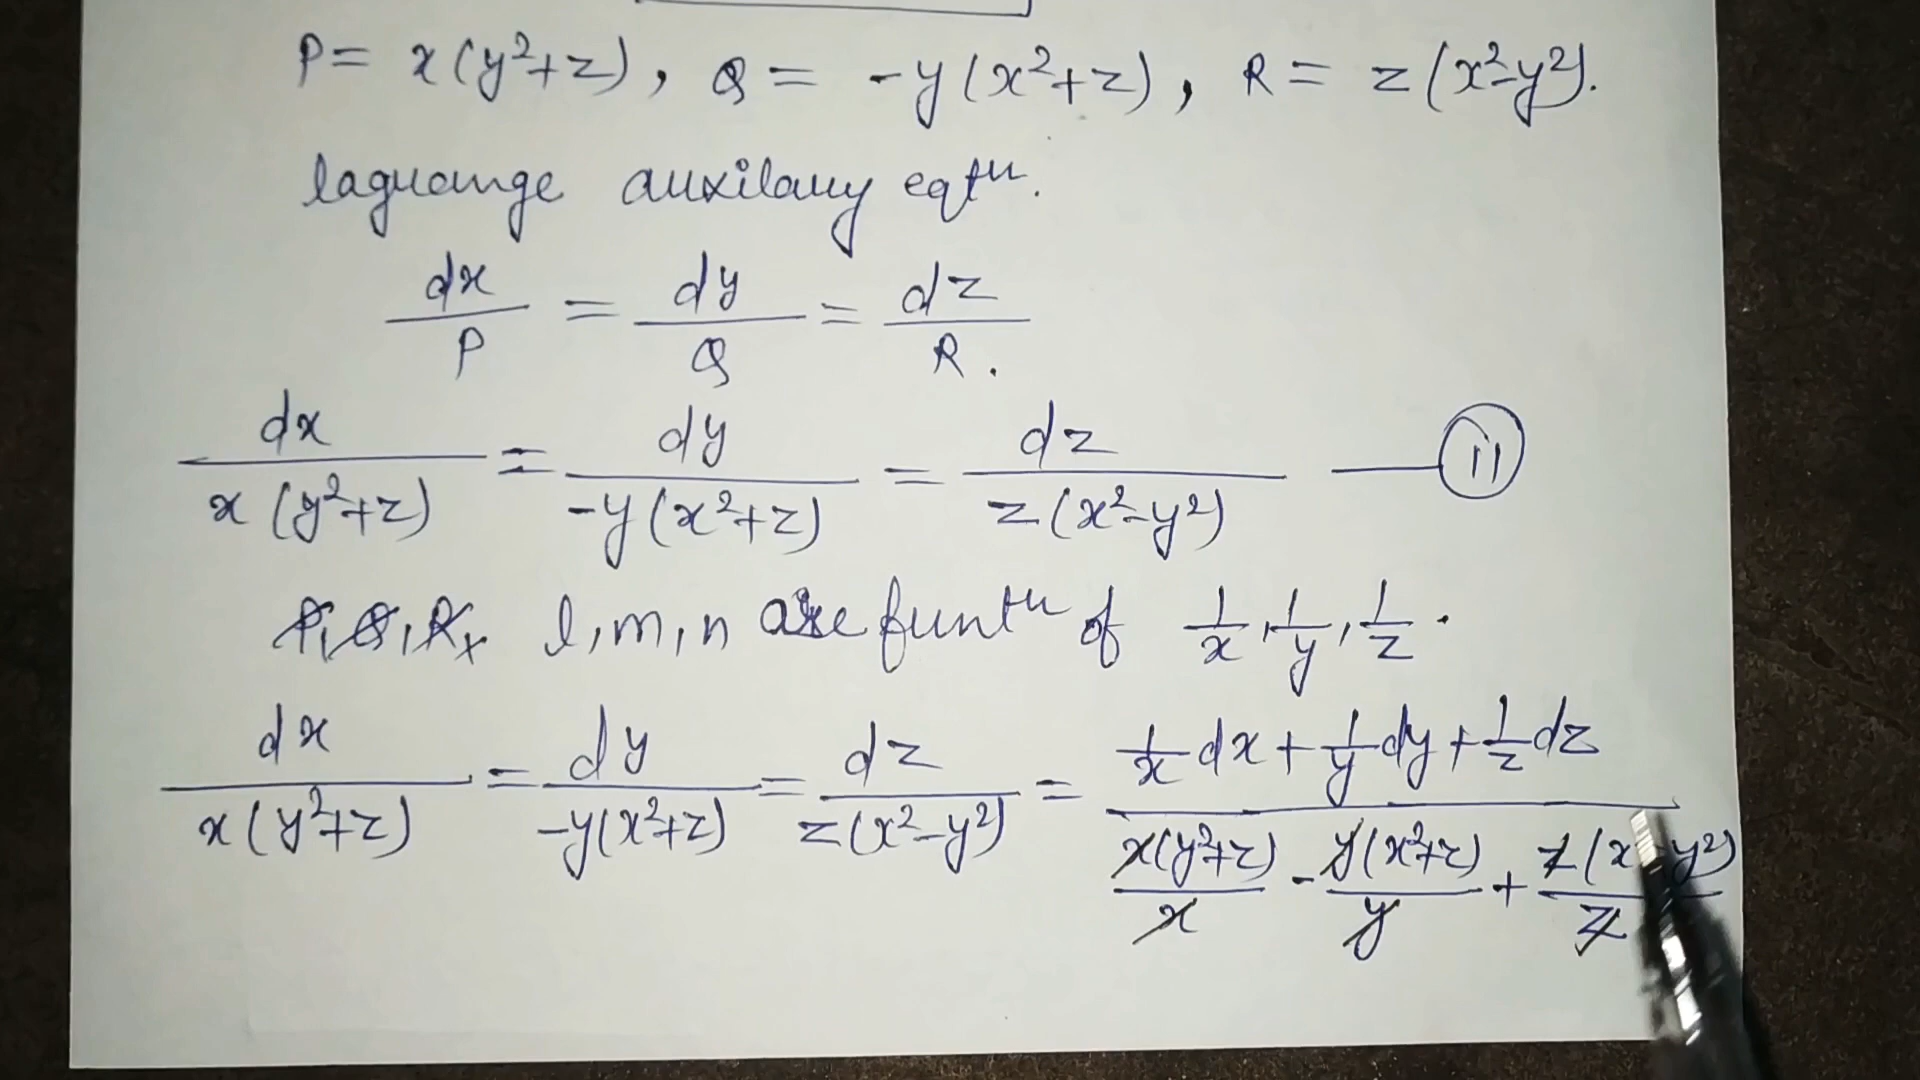 P = x(y²+z), Q = -y(x²+z), R = z(x²-y²).
lagrange auxilary eqtn.
dx/P = dy/Q = dz/R.
dx/x(y²+z) = dy/-y(x²+z) = dz/z(x²-y²) — 11
P, Q, R, l, m, n are funtn of 1/x, 1/y, 1/z.
dx/x(y²+z) = dy/-y(x²+z) = dz/z(x²-y²) = (1/x dx + 1/y dy + 1/z dz)/(x(y²+z)/x - y(x²+z)/y + z(x²-y²)/z)